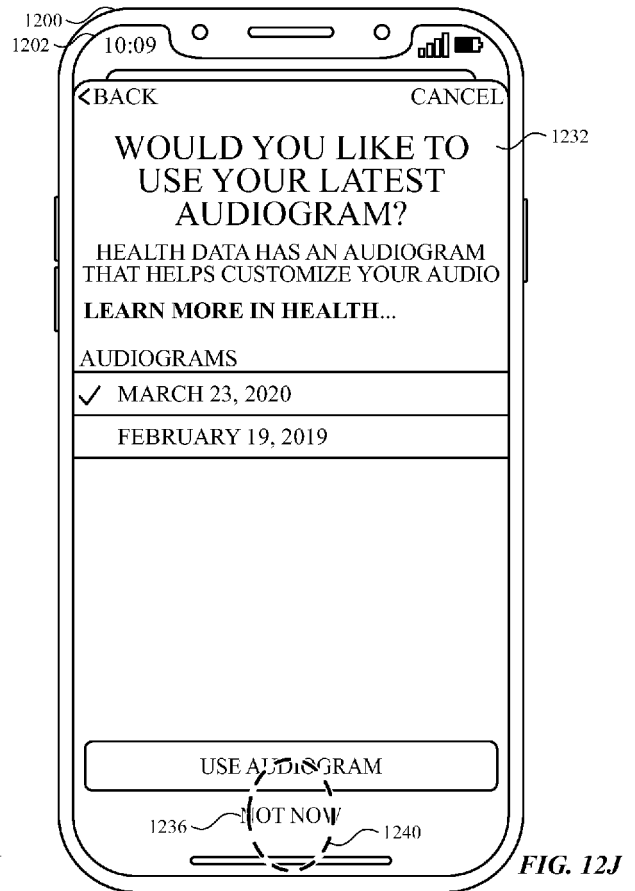 1200
1202
10:09
<BACK CANCEL
1232
WOULD YOU LIKE TO
USE YOUR LATEST
AUDIOGRAM?
HEALTH DATA HAS AN AUDIOGRAM
THAT HELPS CUSTOMIZE YOUR AUDIO
LEARN MORE IN HEALTH...
AUDIOGRAMS
✓ MARCH 23, 2020
FEBRUARY 19, 2019
USE AUDIOGRAM
1236 NOT NOW 1240
FIG. 12J